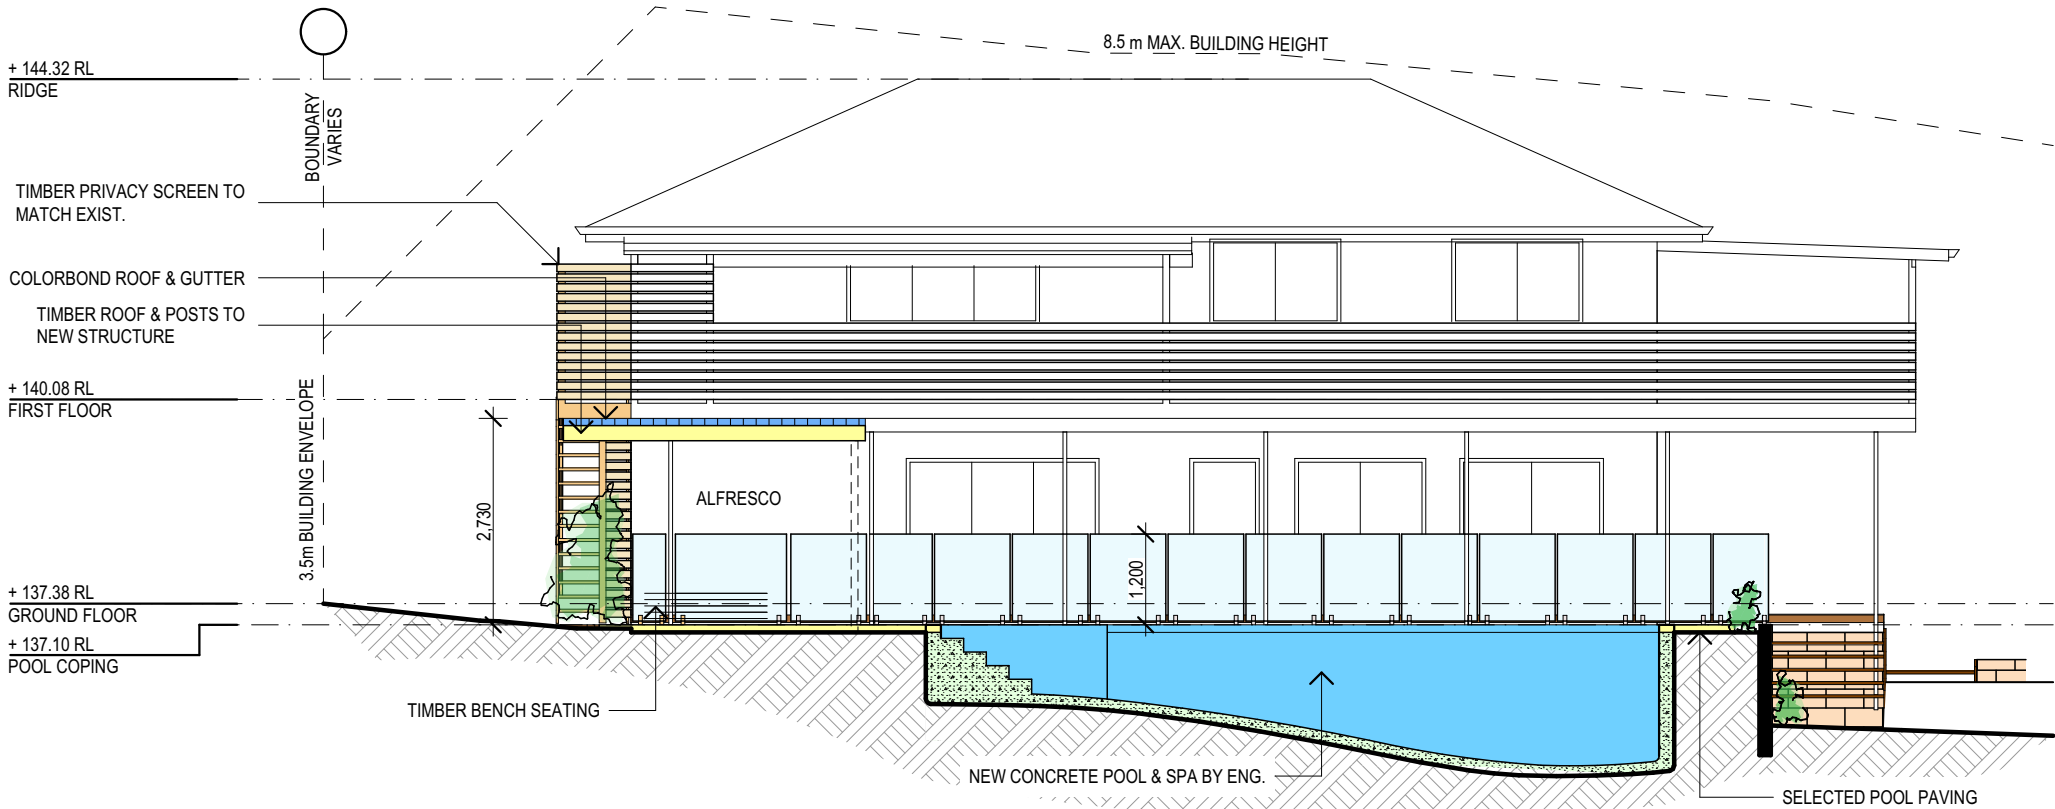 8.5 m MAX. BUILDING HEIGHT
+ 144.32 RL
RIDGE
BOUNDARY
VARIES
TIMBER PRIVACY SCREEN TO
MATCH EXIST.
COLORBOND ROOF & GUTTER
TIMBER ROOF & POSTS TO
NEW STRUCTURE
+ 140.08 RL
FIRST FLOOR
3.5m BUILDING ENVELOPE
2,730
ALFRESCO
1,200
+ 137.38 RL
GROUND FLOOR
+ 137.10 RL
POOL COPING
TIMBER BENCH SEATING
NEW CONCRETE POOL & SPA BY ENG.
SELECTED POOL PAVING